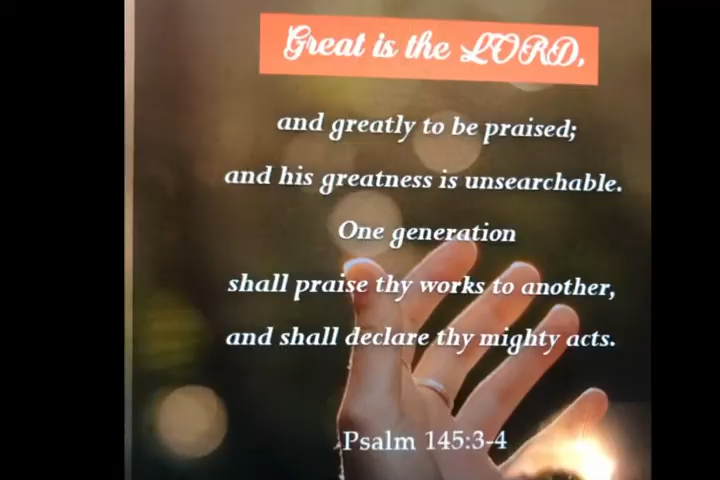 Great is the LORD,
and greatly to be praised;
and his greatness is unsearchable.
One generation
shall praise thy works to another,
and shall declare thy mighty acts.
Psalm 145:3-4